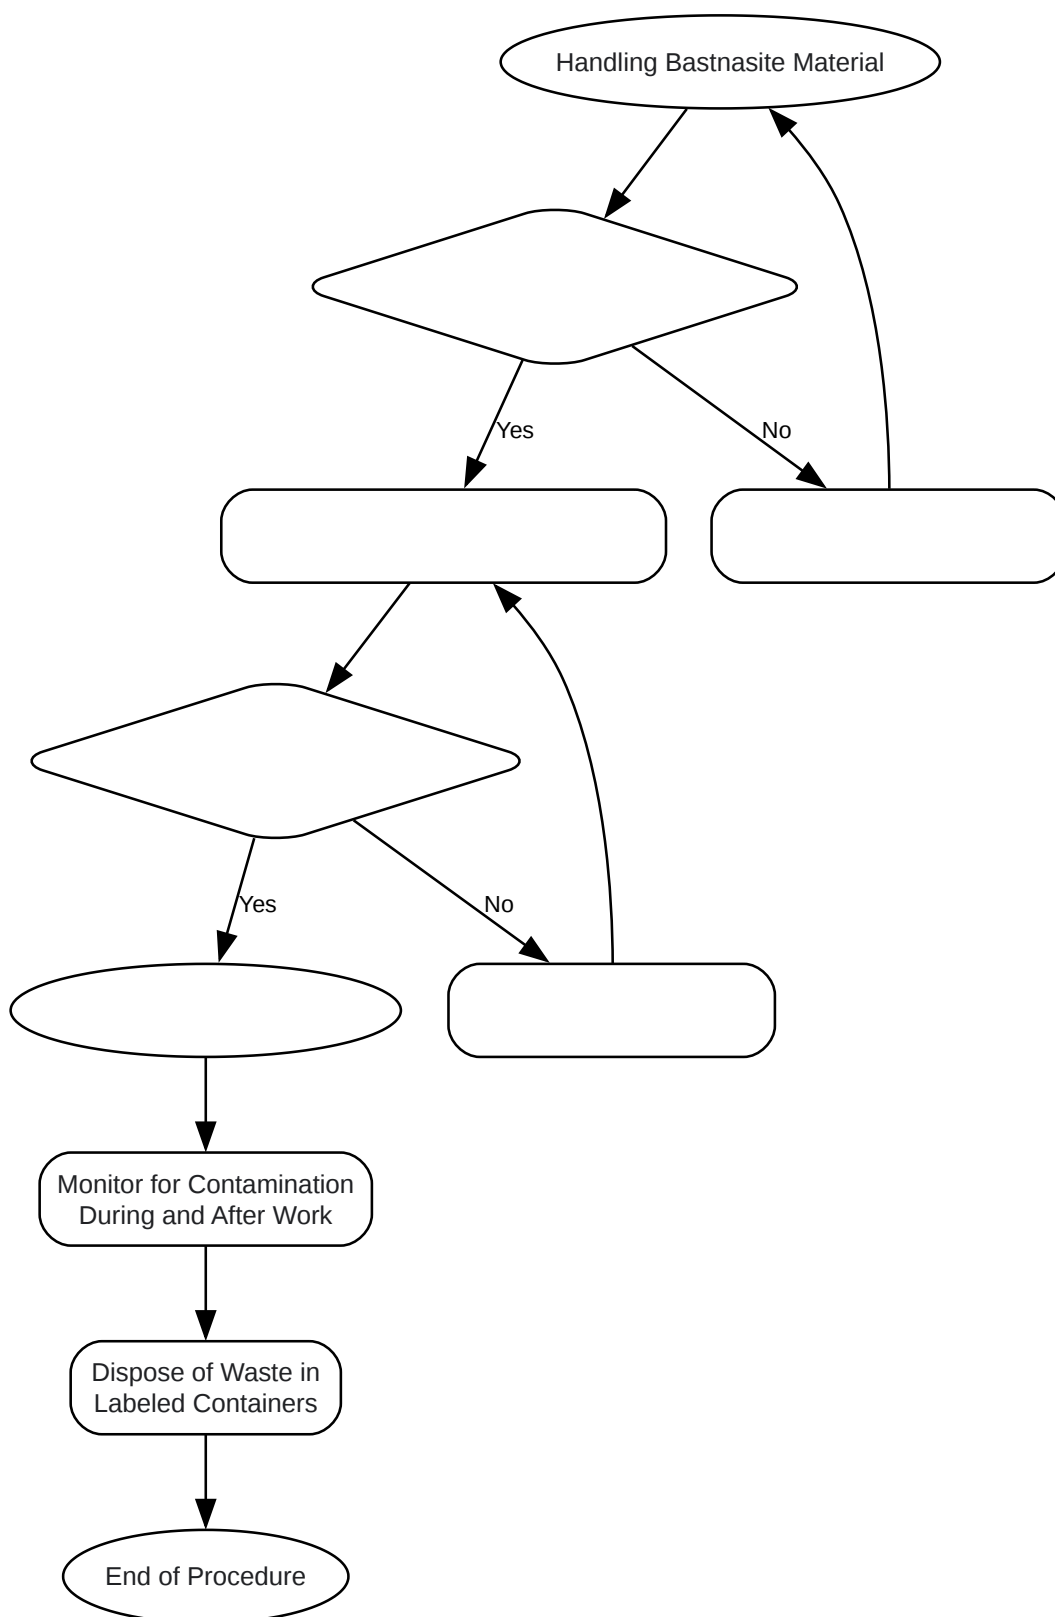 Handling Bastnasite Material
Yes
No
Yes
No
Monitor for Contamination
During and After Work
Dispose of Waste in
Labeled Containers
End of Procedure